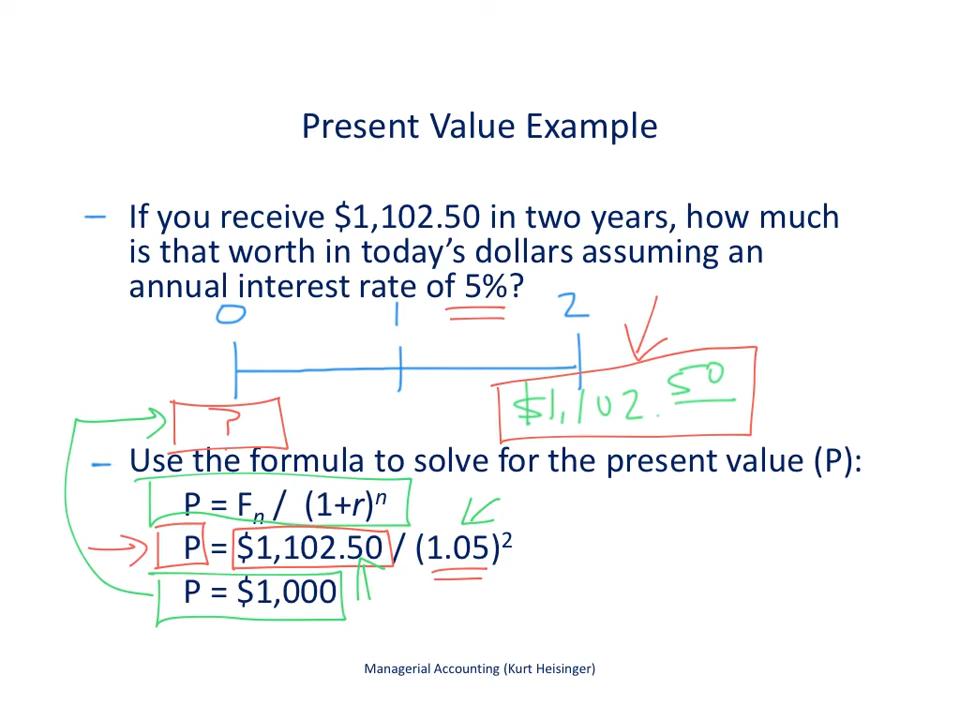 Present Value Example
– If you receive $1,102.50 in two years, how much
is that worth in today’s dollars assuming an
annual interest rate of 5%?
0 1 2
? $1,102.50
– Use the formula to solve for the present value (P):
P = Fn / (1+r)^n
P = $1,102.50 / (1.05)²
P = $1,000
Managerial Accounting (Kurt Heisinger)